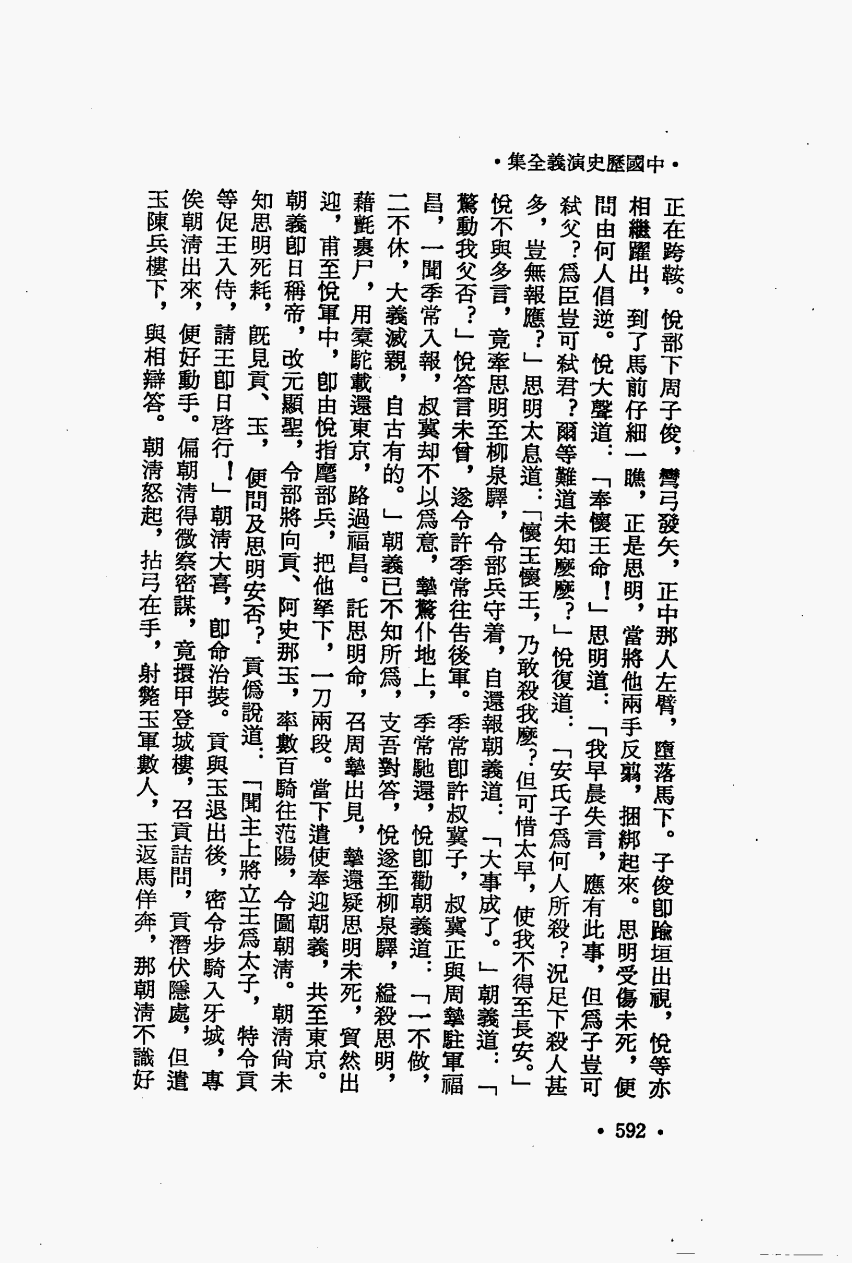 •中國歷史演義全集•
正在跨鞍。悅部下周子俊，彎弓發矢，正中那人左臂，墮落馬下。子俊卽踰垣出視，悅等亦
相繼躍出，到了馬前仔細一瞧，正是思明，當將他兩手反翦，捆綁起來。思明受傷未死，便
問由何人倡逆。悅大聲道：「奉懷王命！」思明道：「我早晨失言，應有此事，但爲子豈可
弒父？爲臣豈可弒君？爾等難道未知麼麼？」悅復道：「安氏子爲何人所殺？況足下殺人甚
多，豈無報應？」思明太息道：「懷王懷王，乃敢殺我麼？但可惜太早，使我不得至長安。」
悅不與多言，竟牽思明至柳泉驛，令部兵守着，自還報朝義道：「大事成了。」朝義道：「
驚動我父否？」悅答言未曾，遂令許季常往告後軍。季常卽許叔冀子，叔冀正與周摯駐軍福
昌，一聞季常入報，叔冀却不以爲意，摯驚仆地上，季常馳還，悅卽勸朝義道：「一不做，
二不休，大義滅親，自古有的。」朝義已不知所爲，支吾對答，悅遂至柳泉驛，縊殺思明，
藉氈裹尸，用橐駝載還東京，路過福昌。託思明命，召周摯出見，摯還疑思明未死，貿然出
迎，甫至悅軍中，卽由悅指麾部兵，把他拏下，一刀兩段。當下遣使奉迎朝義，共至東京。
朝義卽日稱帝，改元顯聖，令部將向貢、阿史那玉，率數百騎往范陽，令圖朝清。朝清尙未
知思明死耗，旣見貢、玉，便問及思明安否？貢僞說道：「聞主上將立王爲太子，特令貢
等促王入侍，請王卽日啓行！」朝清大喜，卽命治裝。貢與玉退出後，密令步騎入牙城，專
俟朝清出來，便好動手。偏朝清得微察密謀，竟擐甲登城樓，召貢詰問，貢潛伏隱處，但遣
玉陳兵樓下，與相辯答。朝清怒起，拈弓在手，射斃玉軍數人，玉返馬佯奔，那朝清不識好
•592•